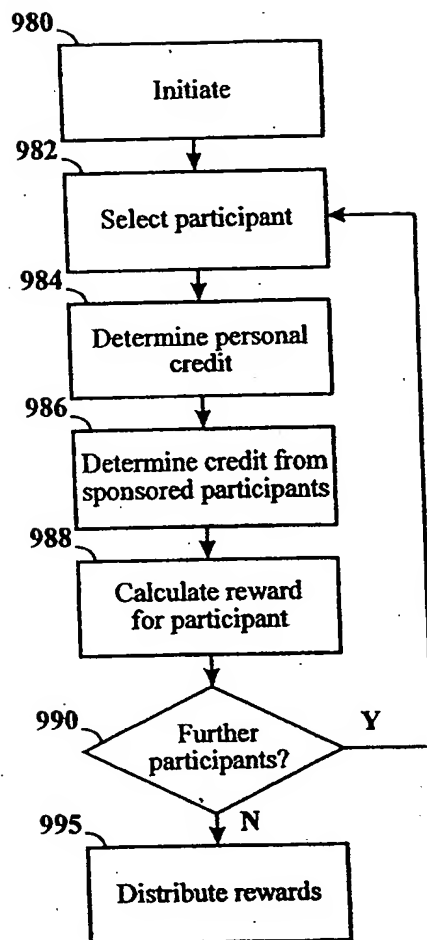 980
Initiate
982
Select participant
984
Determine personal
credit
986
Determine credit from
sponsored participants
988
Calculate reward
for participant
990
Further
participants?
Y
N
995
Distribute rewards